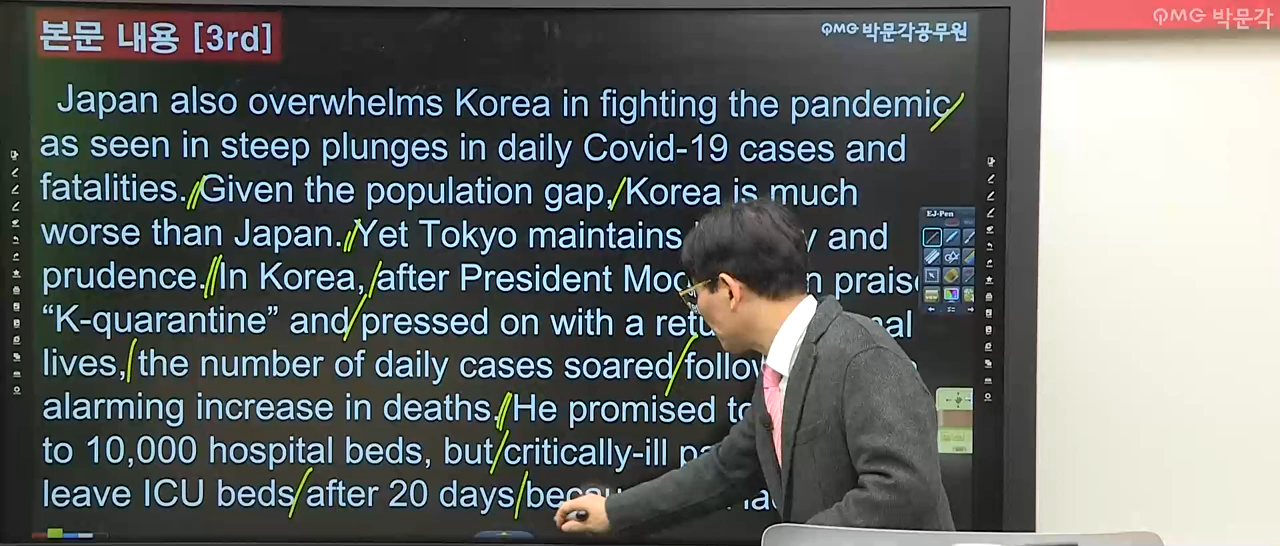 본문 내용 [3rd]
QMG 박문각공무원
QMG 박문각
Japan also overwhelms Korea in fighting the pandemic
as seen in steep plunges in daily Covid-19 cases and
fatalities. Given the population gap, Korea is much
worse than Japan. Yet Tokyo maintains and
EJ-Pen
prudence. In Korea, after President
“K-quarantine” and pressed on with a
lives, the number of daily cases soared
alarming increase in deaths. He promised
to 10,000 hospital beds, but critically-ill
leave ICU beds after 20 days